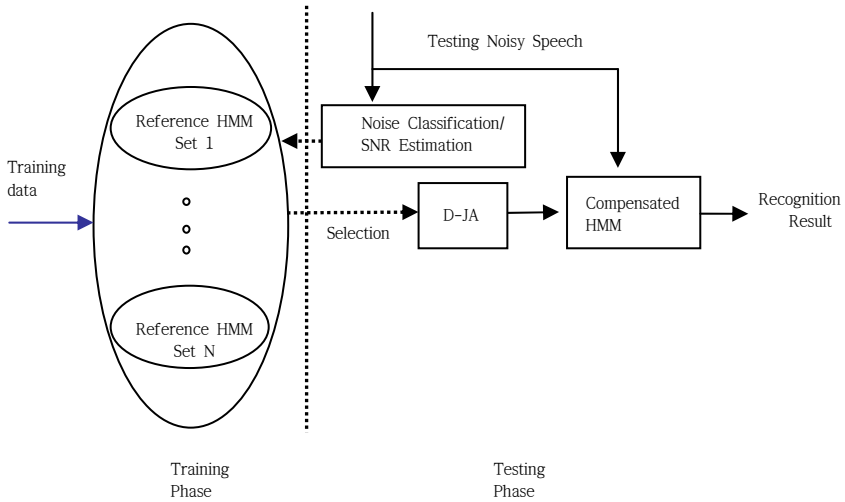 Testing Noisy Speech
Reference HMM
Set 1
Noise Classification/
SNR Estimation
Training
data
Selection
D-JA
Compensated
HMM
Recognition
Result
Reference HMM
Set N
Training
Phase
Testing
Phase